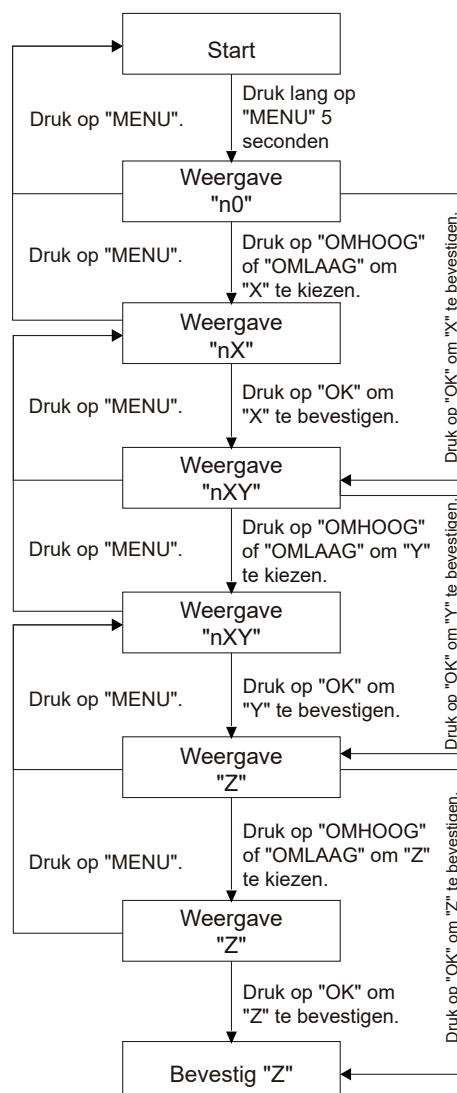 Start
Druk op "MENU".
Druk lang op
"MENU" 5
seconden
Weergave
"n0"
Druk op "MENU".
Druk op "OMHOOG"
of "OMLAAG" om
"X" te kiezen.
Druk op "OK" om "X" te bevestigen.
Weergave
"nX"
Druk op "MENU".
Druk op "OK" om
"X" te bevestigen.
Weergave
"nXY"
Druk op "MENU".
Druk op "OMHOOG"
of "OMLAAG" om "Y"
te kiezen.
Druk op "OK" om "Y" te bevestigen.
Weergave
"nXY"
Druk op "MENU".
Druk op "OK" om
"Y" te bevestigen.
Weergave
"Z"
Druk op "MENU".
Druk op "OMHOOG"
of "OMLAAG" om "Z"
te kiezen.
Druk op "OK" om "Z" te bevestigen.
Weergave
"Z"
Druk op "OK" om
"Z" te bevestigen.
Bevestig "Z"